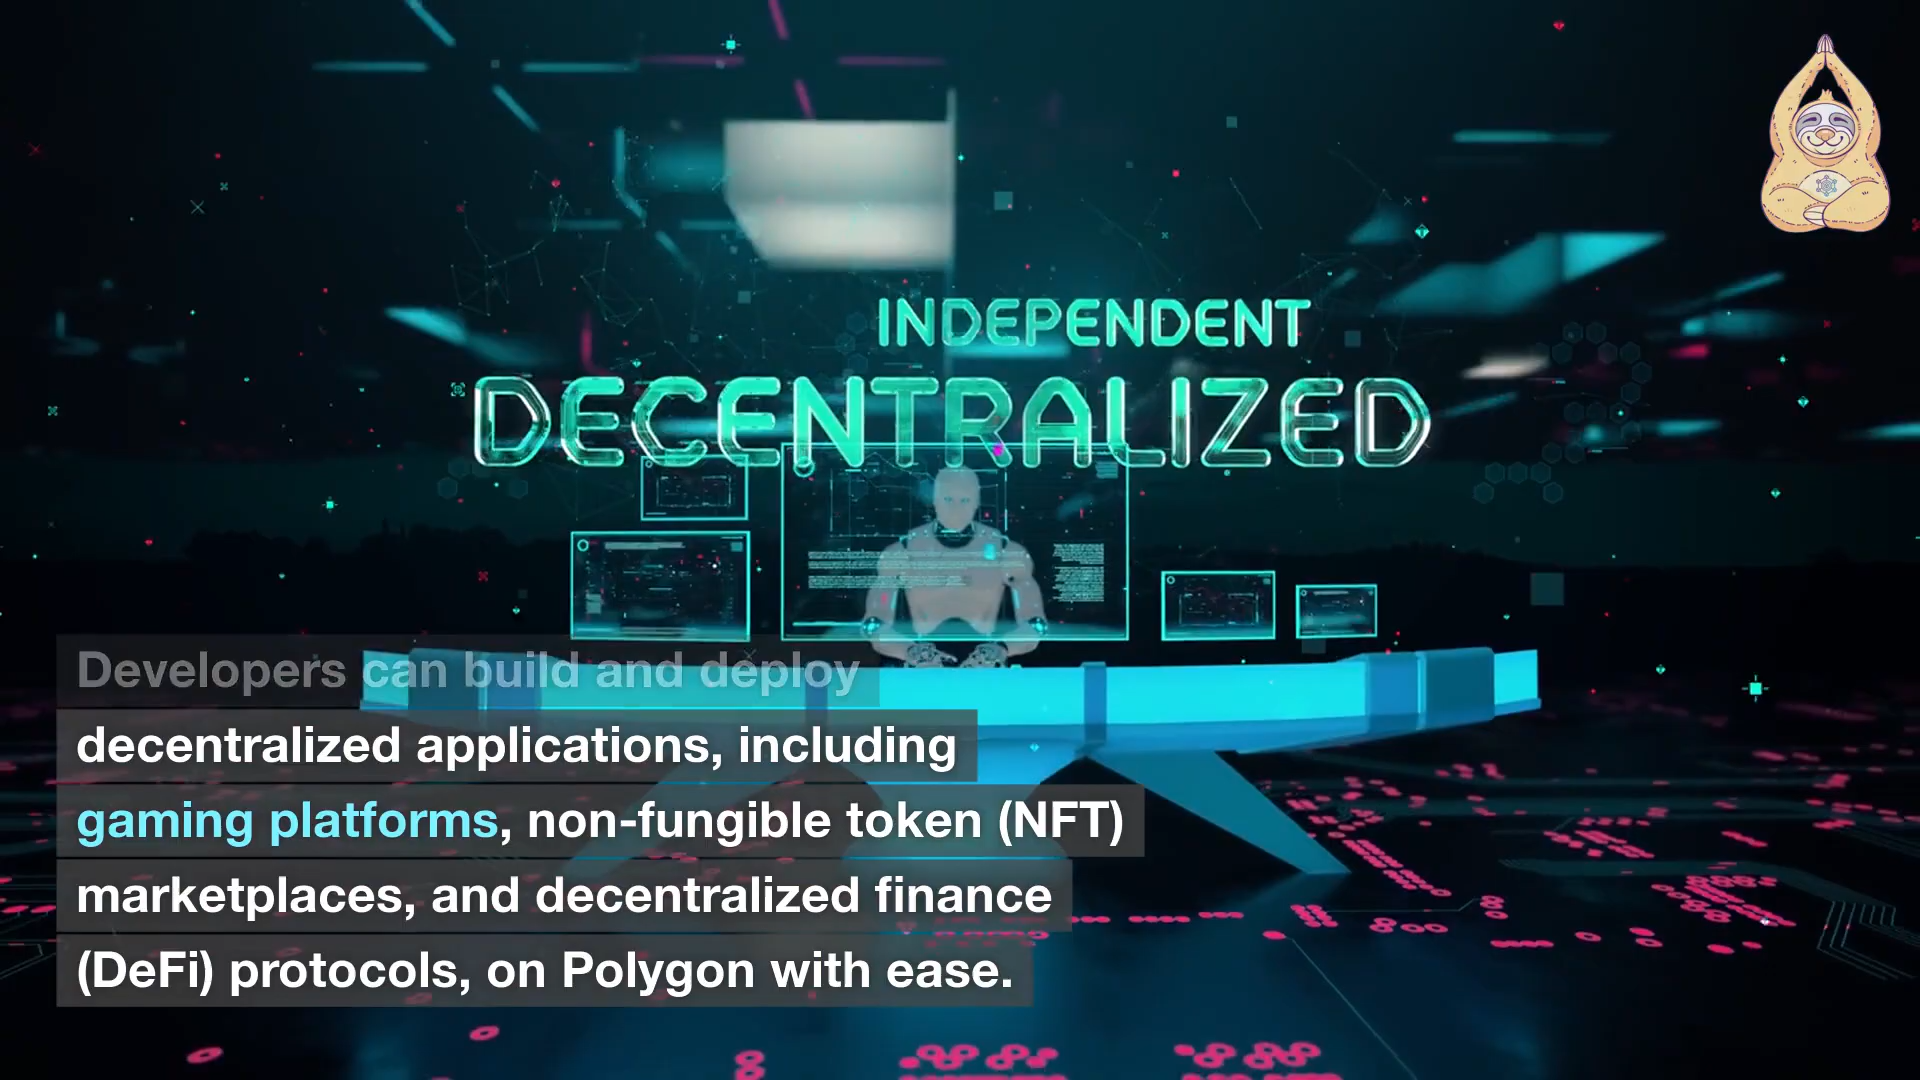 INDEPENDENT
DECENTRALIZED
Developers can build and deploy
decentralized applications, including
gaming platforms, non-fungible token (NFT)
marketplaces, and decentralized finance
(DeFi) protocols, on Polygon with ease.